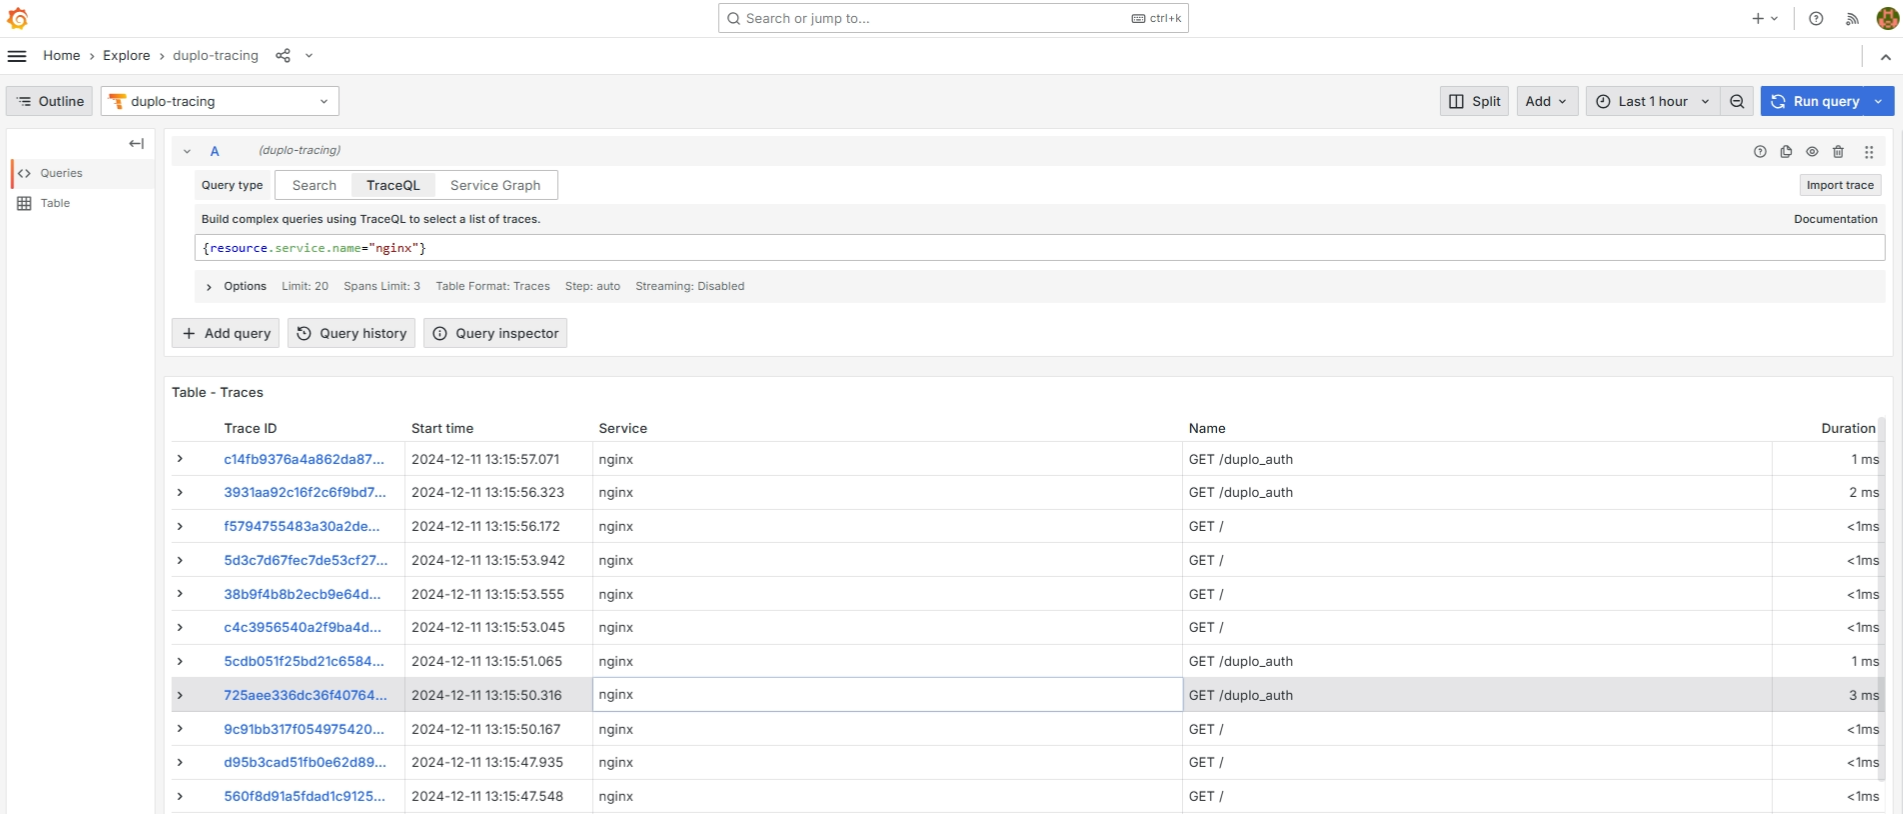 Search or jump to... ctrl+k
Home › Explore › duplo-tracing
Outline duplo-tracing Split Add Last 1 hour Run query
A (duplo-tracing)
Queries
Table
Query type Search TraceQL Service Graph Import trace
Build complex queries using TraceQL to select a list of traces. Documentation
{resource.service.name="nginx"}
Options Limit: 20 Spans Limit: 3 Table Format: Traces Step: auto Streaming: Disabled
Add query Query history Query inspector
Table - Traces
Trace ID Start time Service Name Duration
c14fb9376a4a862da87... 2024-12-11 13:15:57.071 nginx GET /duplo_auth 1 ms
3931aa92c16f2c6f9bd7... 2024-12-11 13:15:56.323 nginx GET /duplo_auth 2 ms
f5794755483a30a2de... 2024-12-11 13:15:56.172 nginx GET / <1ms
5d3c7d67fec7de53cf27... 2024-12-11 13:15:53.942 nginx GET / <1ms
38b9f4b8b2ecb9e64d... 2024-12-11 13:15:53.555 nginx GET / <1ms
c4c3956540a2f9ba4d... 2024-12-11 13:15:53.045 nginx GET / <1ms
5cdb051f25bd21c6584... 2024-12-11 13:15:51.065 nginx GET /duplo_auth 1 ms
725aee336dc36f40764... 2024-12-11 13:15:50.316 nginx GET /duplo_auth 3 ms
9c91bb317f054975420... 2024-12-11 13:15:50.167 nginx GET / <1ms
d95b3cad51fb0e62d89... 2024-12-11 13:15:47.935 nginx GET / <1ms
560f8d91a5fdad1c9125... 2024-12-11 13:15:47.548 nginx GET / <1ms